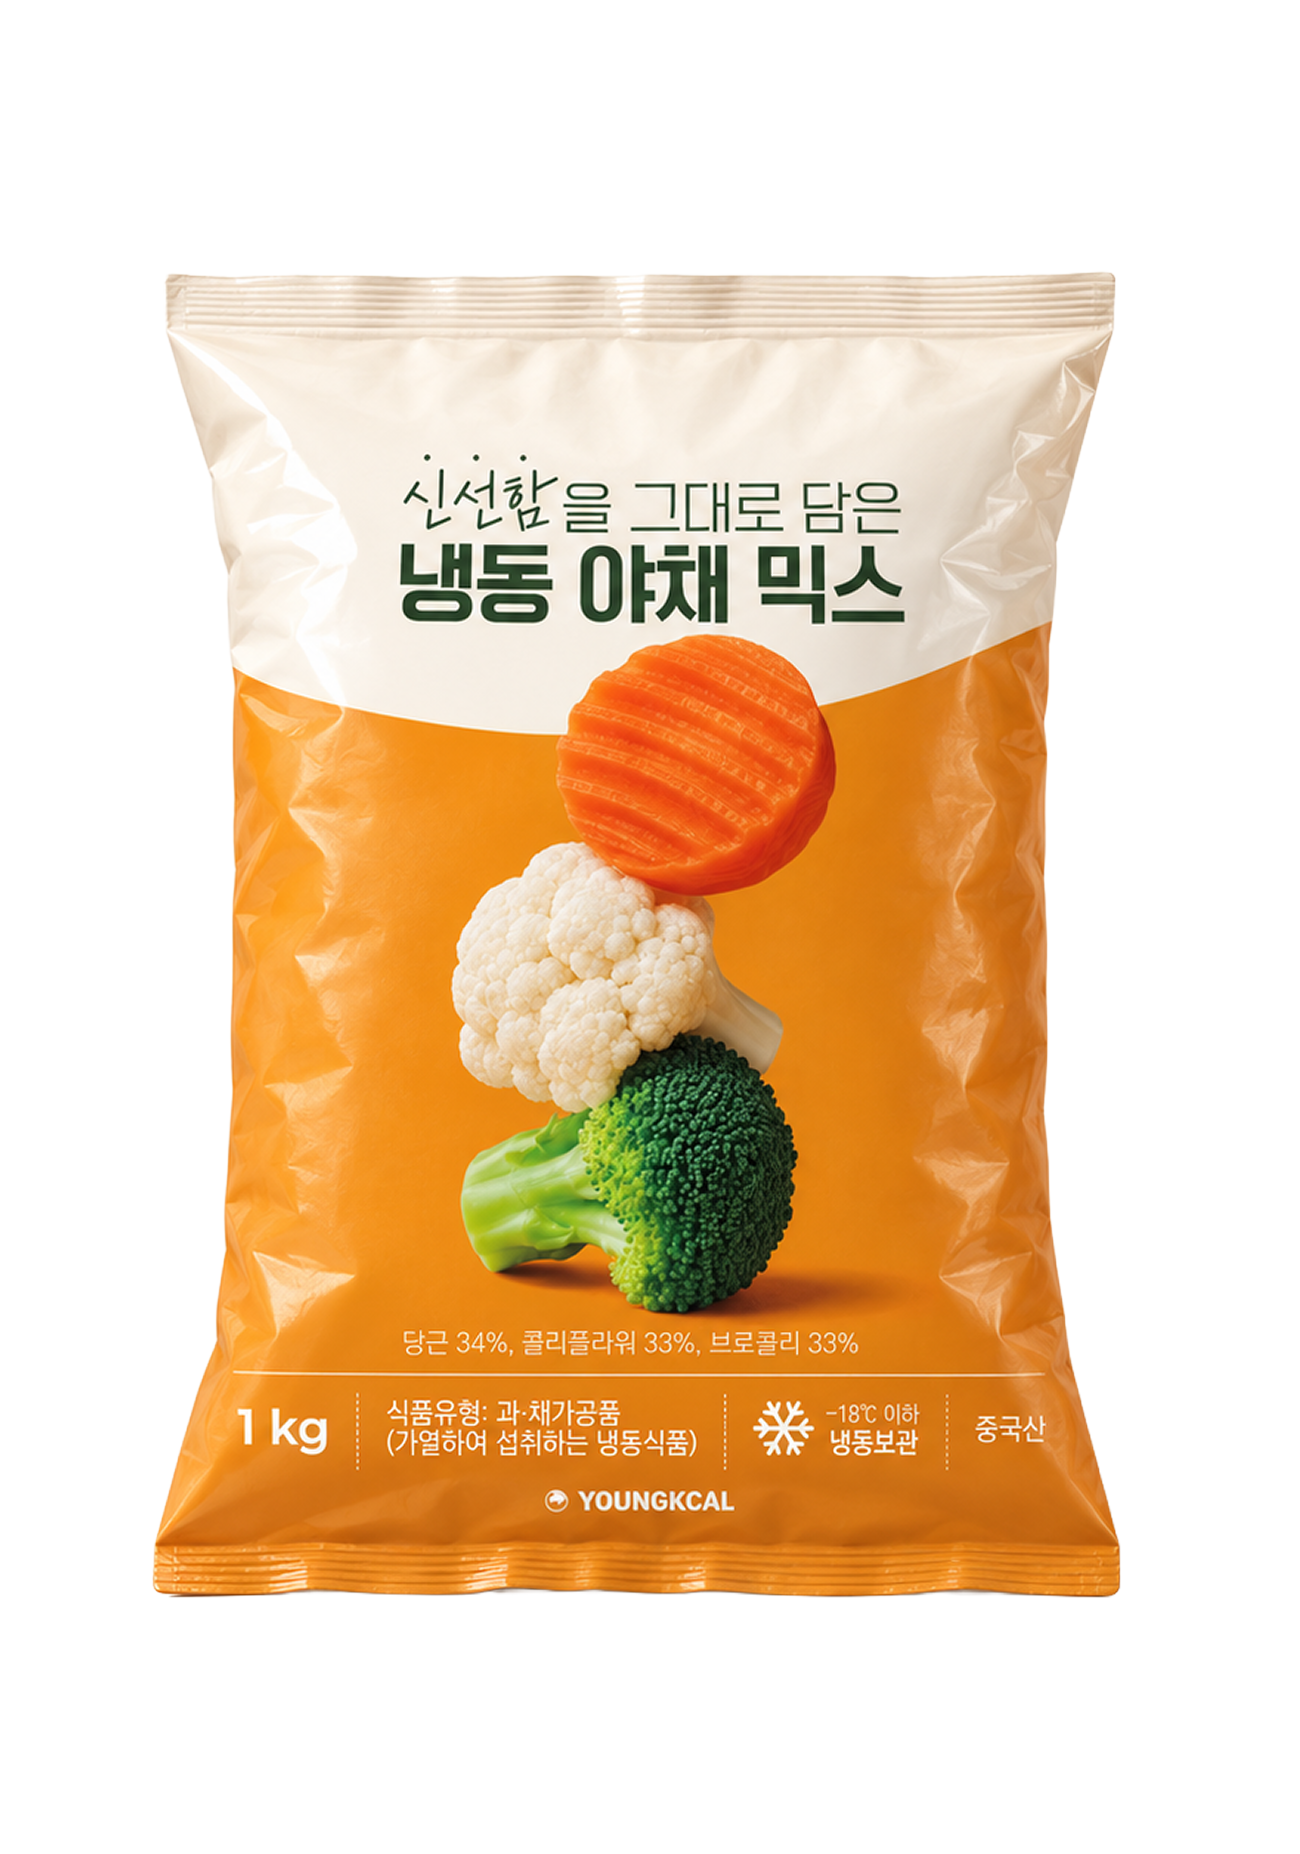 신선함을 그대로 담은
냉동 야채 믹스
당근 34%, 콜리플라워 33%, 브로콜리 33%
1 kg
식품유형: 과·채가공품
(가열하여 섭취하는 냉동식품)
-18℃ 이하
냉동보관
중국산
YOUNGKCAL